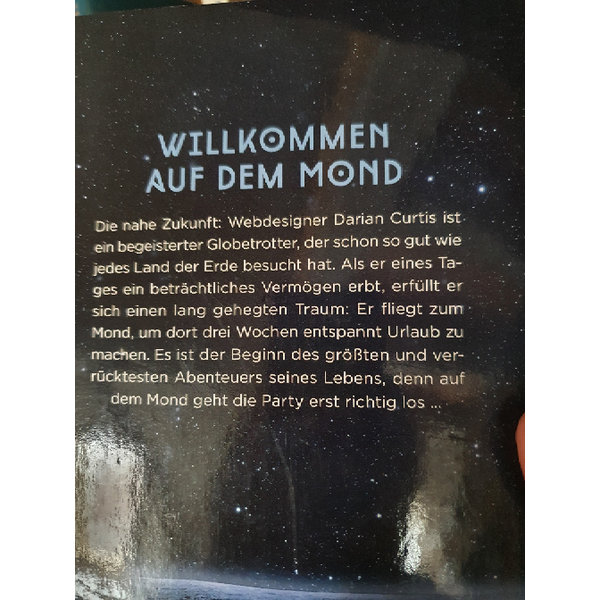 WILLKOMMEN
AUF DEM MOND
Die nahe Zukunft: Webdesigner Darian Curtis ist
ein begeisterter Globetrotter, der schon so gut wie
jedes Land der Erde besucht hat. Als er eines Ta-
ges ein beträchtliches Vermögen erbt, erfüllt er
sich einen lang gehegten Traum: Er fliegt zum
Mond, um dort drei Wochen entspannt Urlaub zu
machen. Es ist der Beginn des größten und ver-
rücktesten Abenteuers seines Lebens, denn auf
dem Mond geht die Party erst richtig los ...